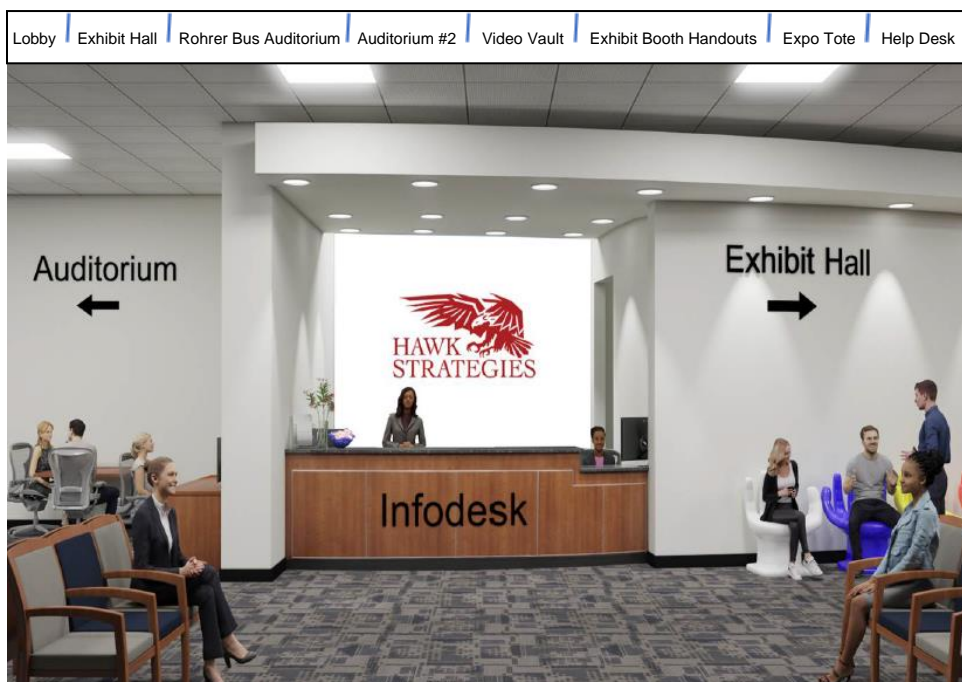 Lobby Exhibit Hall Rohrer Bus Auditorium Auditorium #2 Video Vault Exhibit Booth Handouts Expo Tote Help Desk
Auditorium
Exhibit Hall
HAWK
STRATEGIES
Infodesk